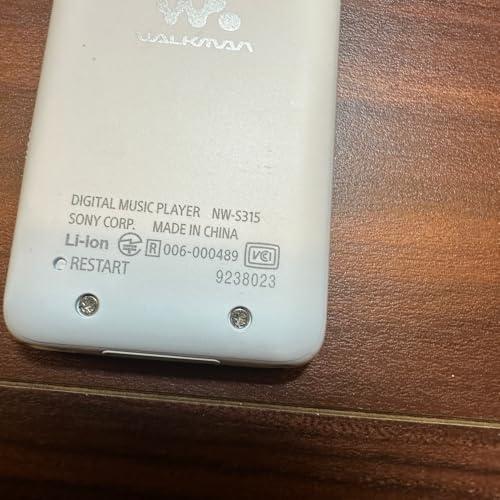 WALKMAN
DIGITAL MUSIC PLAYER NW-S315
SONY CORP. MADE IN CHINA
Li-ion R 006-000489 VCI
RESTART 9238023